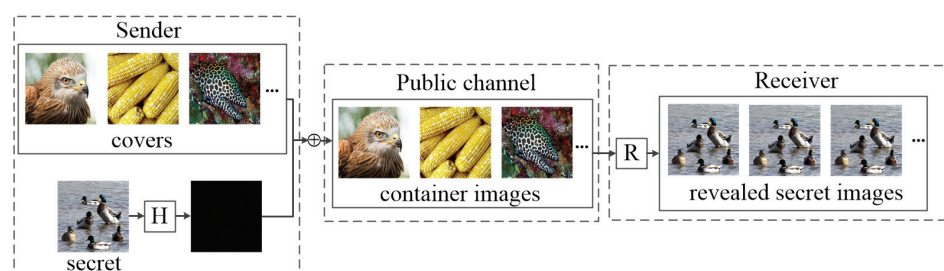 Sender
...
covers
H
secret
Public channel
...
container images
R
Receiver
...
revealed secret images